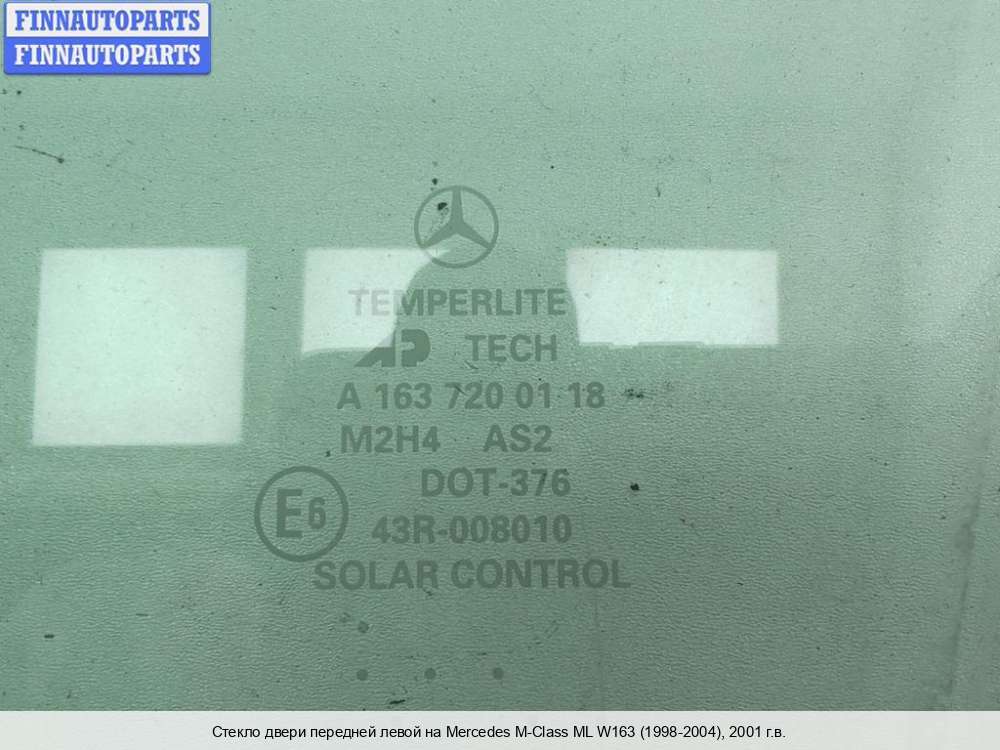 FINNAUTOPARTS
FINNAUTOPARTS
TEMPERLITE
AP TECH
A 163 720 01 18
M2H4 AS2
DOT-376
E6
43R-008010
SOLAR CONTROL
Стекло двери передней левой на Mercedes M-Class ML W163 (1998-2004), 2001 г.в.